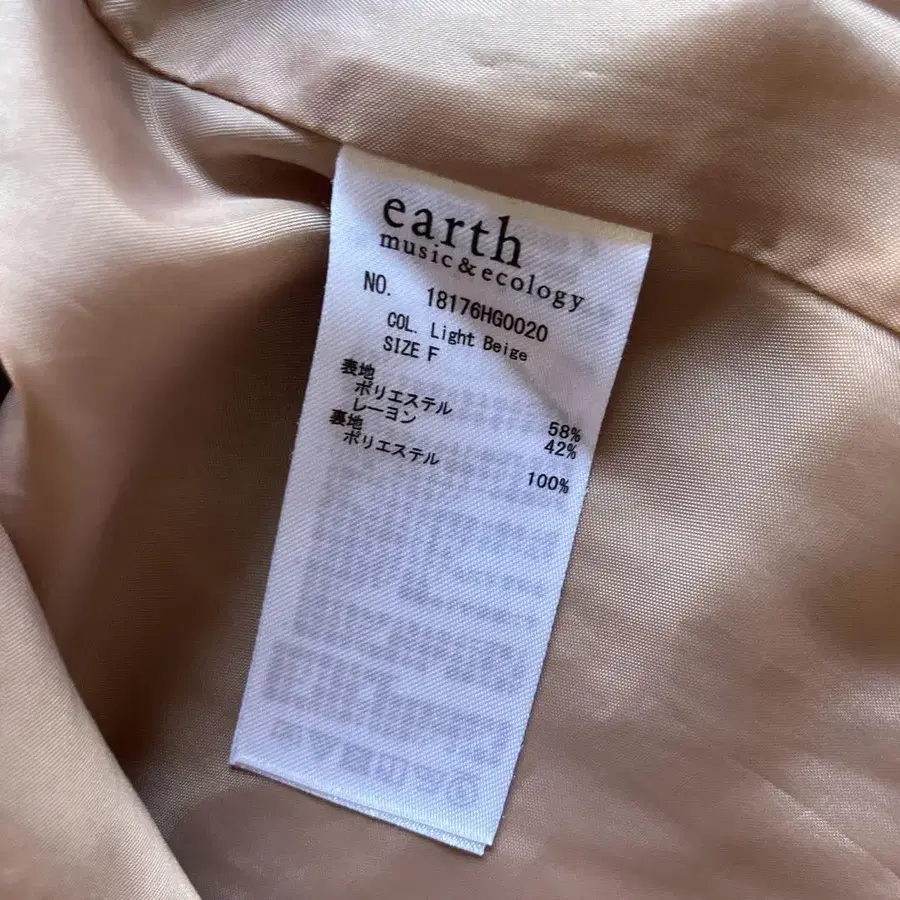 earth
music&ecology
NO. 18176HG0020
COL. Light Beige
SIZE F
表地
ポリエステル 58%
レーヨン 42%
裏地
ポリエステル 100%